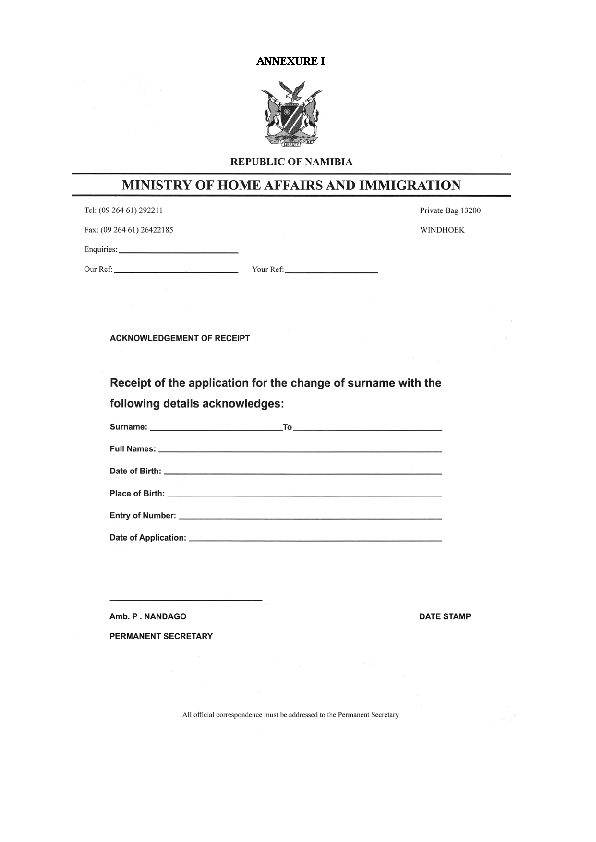 ANNEXURE I
REPUBLIC OF NAMIBIA
MINISTRY OF HOME AFFAIRS AND IMMIGRATION
Tel: (09 264 61) 292211 Private Bag 13200
Fax: (09 264 61) 26422185 WINDHOEK
Enquiries:
Our Ref: Your Ref:
ACKNOWLEDGEMENT OF RECEIPT
Receipt of the application for the change of surname with the
following details acknowledges:
Surname: To
Full Names:
Date of Birth:
Place of Birth:
Entry of Number:
Date of Application:
Amb. P . NANDAGO DATE STAMP
PERMANENT SECRETARY
All official correspondence must be addressed to the Permanent Secretary